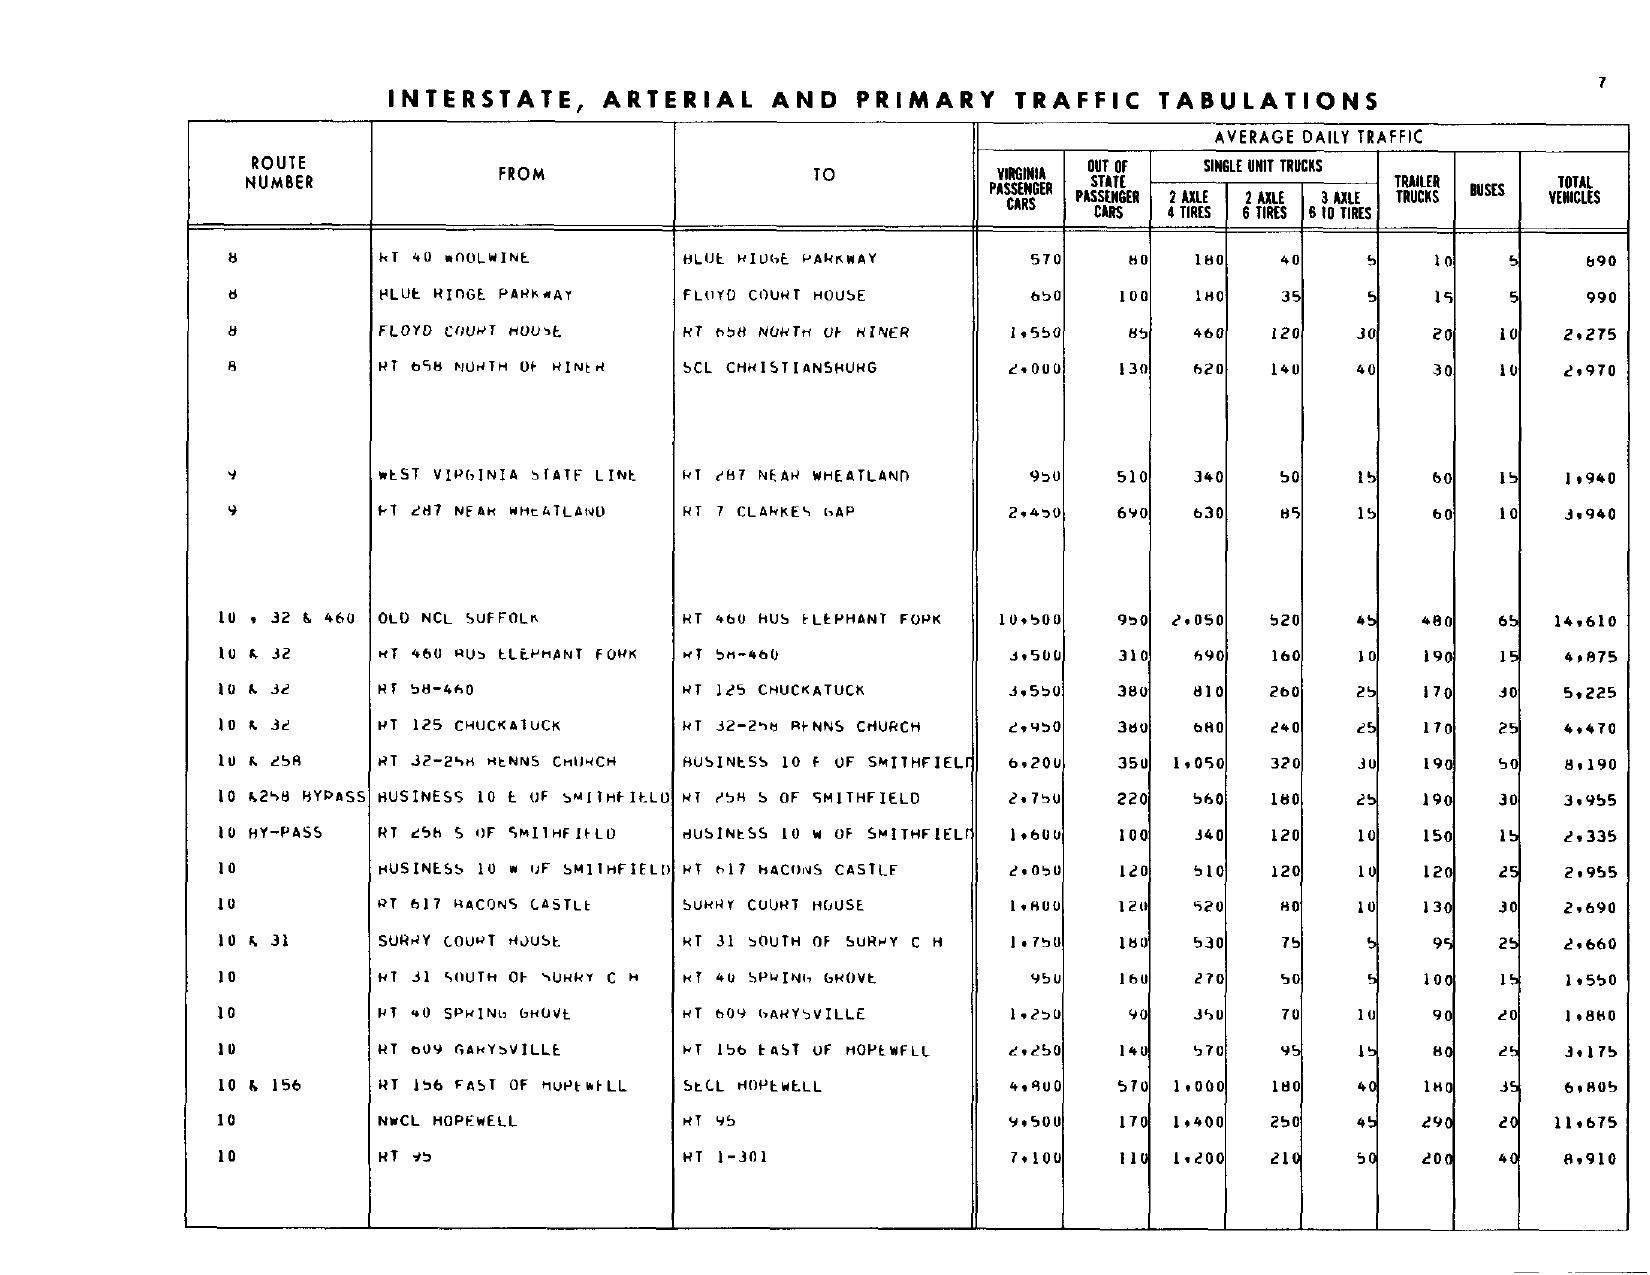 7
INTERSTATE, ARTERIAL AND PRIMARY TRAFFIC TABULATIONS
AVERAGE DAILY TRAFFIC
ROUTE NUMBER FROM TO VIRGINIA PASSENGER CARS OUT OF STATE PASSENGER CARS SINGLE UNIT TRUCKS 2 AXLE 4 TIRES 2 AXLE 6 TIRES 3 AXLE 6 10 TIRES TRAILER TRUCKS BUSES TOTAL VEHICLES
8 RT 40 WOOLWINE BLUE RIDGE PARKWAY 570 80 180 40 5 10 5 890
8 BLUE RIDGE PARKWAY FLOYD COURT HOUSE 650 100 180 35 5 15 5 990
8 FLOYD COURT HOUSE RT 658 NORTH OF RINER 1,550 85 460 120 30 20 10 2,275
8 RT 658 NORTH OF RINER SCL CHRISTIANSBURG 2,000 130 620 140 40 30 10 2,970
9 WEST VIRGINIA STATE LINE RT 287 NEAR WHEATLAND 950 510 340 50 15 60 15 1,940
9 RT 287 NEAR WHEATLAND RT 7 CLARKES GAP 2,450 690 630 85 15 60 10 3,940
10 , 32 & 460 OLD NCL SUFFOLK RT 460 BUS ELEPHANT FORK 10,500 950 2,050 520 45 480 65 14,610
10 & 32 RT 460 BUS ELEPHANT FORK RT 58-460 3,500 310 690 160 10 190 15 4,875
10 & 32 RT 58-460 RT 125 CHUCKATUCK 3,550 380 810 260 25 170 30 5,225
10 & 32 RT 125 CHUCKATUCK RT 32-258 BENNS CHURCH 2,950 380 680 240 25 170 25 4,470
10 & 258 RT 32-258 BENNS CHURCH BUSINESS 10 E OF SMITHFIEL 6,200 350 1,050 320 30 190 50 8,190
10 &258 BYPASS BUSINESS 10 E OF SMITHFIELD RT 258 S OF SMITHFIELD 2,750 220 560 180 25 190 30 3,955
10 BY-PASS RT 258 S OF SMITHFIELD BUSINESS 10 W OF SMITHFIEL 1,600 100 340 120 10 150 15 2,335
10 BUSINESS 10 W OF SMITHFIELD RT 617 BACONS CASTLE 2,050 120 510 120 10 120 25 2,955
10 RT 617 BACONS CASTLE SURRY COURT HOUSE 1,800 120 520 80 10 130 30 2,690
10 & 31 SURRY COURT HOUSE RT 31 SOUTH OF SURRY C H 1,750 180 530 75 5 95 25 2,660
10 RT 31 SOUTH OF SURRY C H RT 40 SPRING GROVE 950 160 270 50 5 100 15 1,550
10 RT 40 SPRING GROVE RT 609 GARYSVILLE 1,250 90 350 70 10 90 20 1,880
10 RT 609 GARYSVILLE RT 156 EAST OF HOPEWELL 2,250 140 570 95 15 80 25 3,175
10 & 156 RT 156 EAST OF HOPEWELL SECL HOPEWELL 4,800 570 1,000 180 40 180 35 6,805
10 NWCL HOPEWELL RT 95 9,500 170 1,400 250 45 290 20 11,675
10 RT 95 RT 1-301 7,100 110 1,200 210 50 200 40 8,910